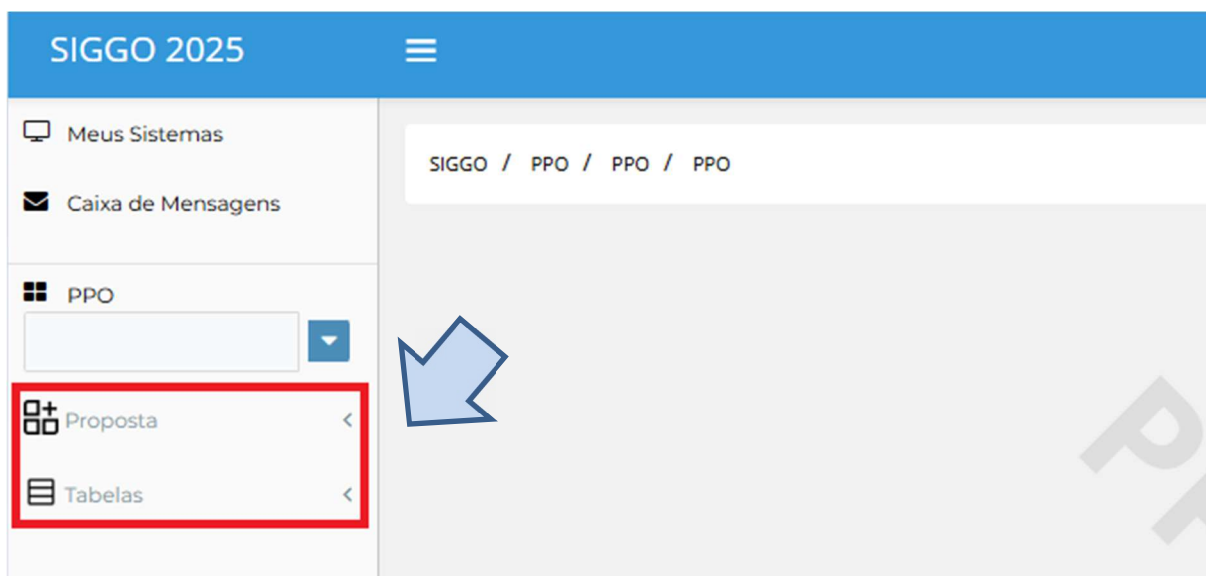 SIGGO 2025
Meus Sistemas
Caixa de Mensagens
SIGGO / PPO / PPO / PPO
PPO
Proposta
Tabelas